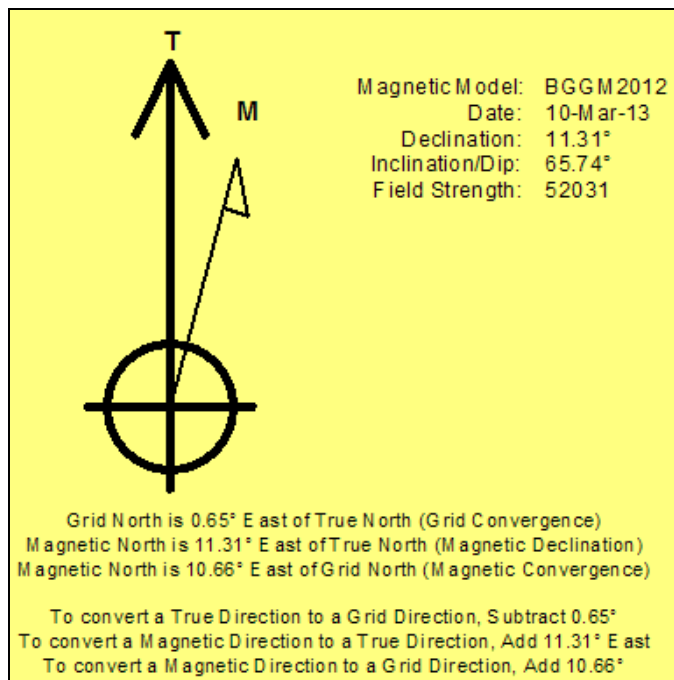 T
M
Magnetic Model: BGGM2012
Date: 10-Mar-13
Declination: 11.31°
Inclination/Dip: 65.74°
Field Strength: 52031
Grid North is 0.65° East of True North (Grid Convergence)
Magnetic North is 11.31° East of True North (Magnetic Declination)
Magnetic North is 10.66° East of Grid North (Magnetic Convergence)
To convert a True Direction to a Grid Direction, Subtract 0.65°
To convert a Magnetic Direction to a True Direction, Add 11.31° East
To convert a Magnetic Direction to a Grid Direction, Add 10.66°